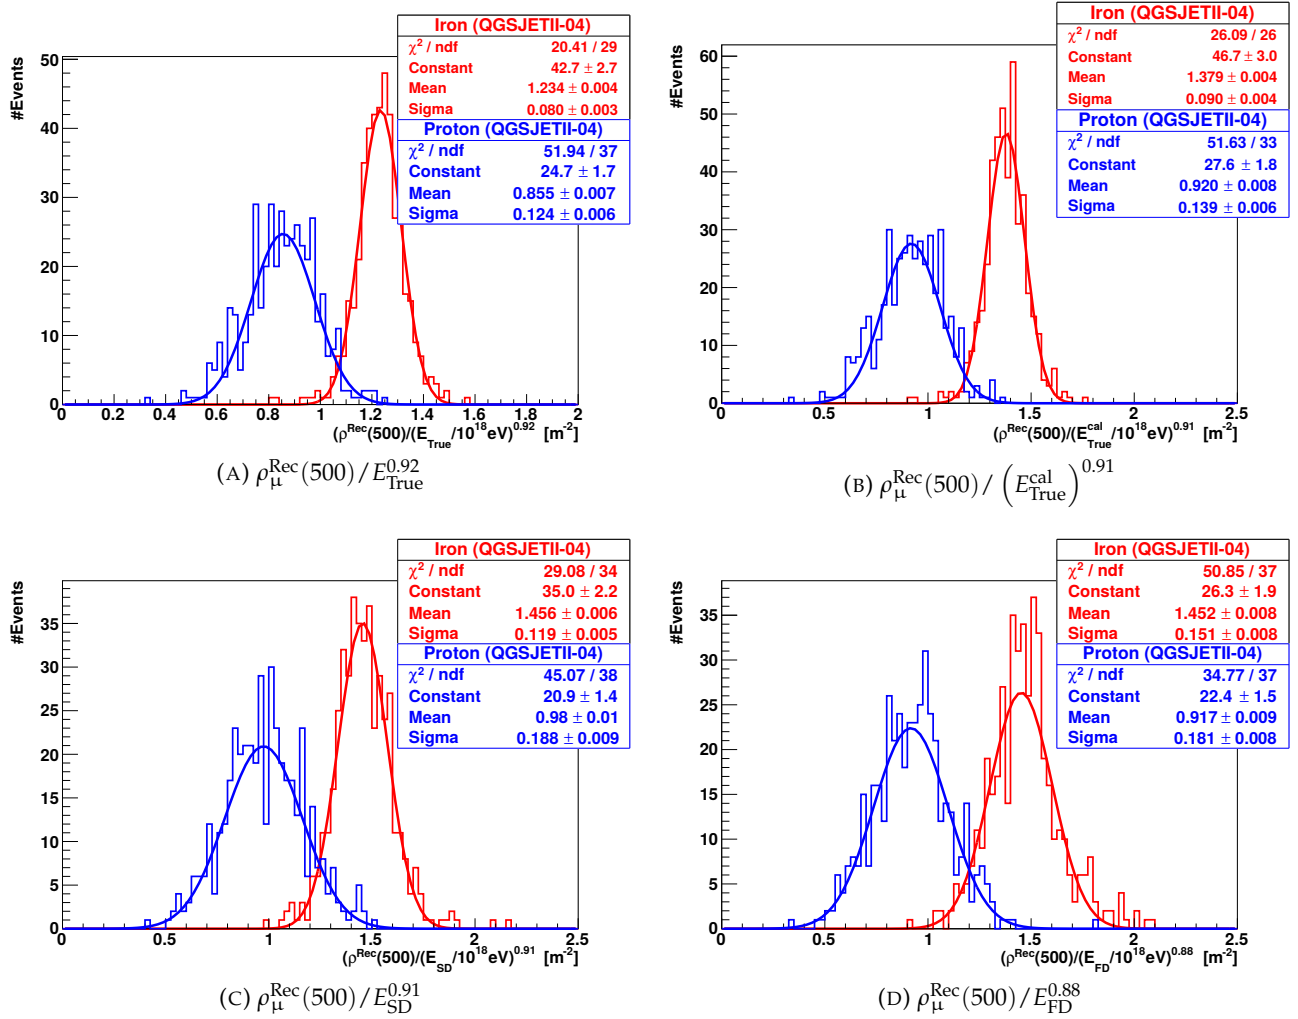 Iron (QGSJETII-04)
χ² / ndf 20.41 / 29
Constant 42.7 ± 2.7
Mean 1.234 ± 0.004
Sigma 0.080 ± 0.003
Proton (QGSJETII-04)
χ² / ndf 51.94 / 37
Constant 24.7 ± 1.7
Mean 0.855 ± 0.007
Sigma 0.124 ± 0.006
#Events
50
40
30
20
10
0
0 0.2 0.4 0.6 0.8 1 1.2 1.4 1.6 1.8 2
(ρ^Rec(500)/(E_True/10^18eV)^0.92 [m^-2]
(A) ρ_μ^Rec(500)/E_True^0.92
Iron (QGSJETII-04)
χ² / ndf 26.09 / 26
Constant 46.7 ± 3.0
Mean 1.379 ± 0.004
Sigma 0.090 ± 0.004
Proton (QGSJETII-04)
χ² / ndf 51.63 / 33
Constant 27.6 ± 1.8
Mean 0.920 ± 0.008
Sigma 0.139 ± 0.006
#Events
60
50
40
30
20
10
0
0.5 1 1.5 2 2.5
(ρ^Rec(500)/(E_True^cal/10^18eV)^0.91 [m^-2]
(B) ρ_μ^Rec(500)/ (E_True^cal)^0.91
Iron (QGSJETII-04)
χ² / ndf 29.08 / 34
Constant 35.0 ± 2.2
Mean 1.456 ± 0.006
Sigma 0.119 ± 0.005
Proton (QGSJETII-04)
χ² / ndf 45.07 / 38
Constant 20.9 ± 1.4
Mean 0.98 ± 0.01
Sigma 0.188 ± 0.009
#Events
35
30
25
20
15
10
5
0
0 0.5 1 1.5 2 2.5
(ρ^Rec(500)/(E_SD/10^18eV)^0.91 [m^-2]
(C) ρ_μ^Rec(500)/E_SD^0.91
Iron (QGSJETII-04)
χ² / ndf 50.85 / 37
Constant 26.3 ± 1.9
Mean 1.452 ± 0.008
Sigma 0.151 ± 0.008
Proton (QGSJETII-04)
χ² / ndf 34.77 / 37
Constant 22.4 ± 1.5
Mean 0.917 ± 0.009
Sigma 0.181 ± 0.008
#Events
35
30
25
20
15
10
5
0
0.5 1 1.5 2 2.5
(ρ^Rec(500)/(E_FD/10^18eV)^0.88 [m^-2]
(D) ρ_μ^Rec(500)/E_FD^0.88